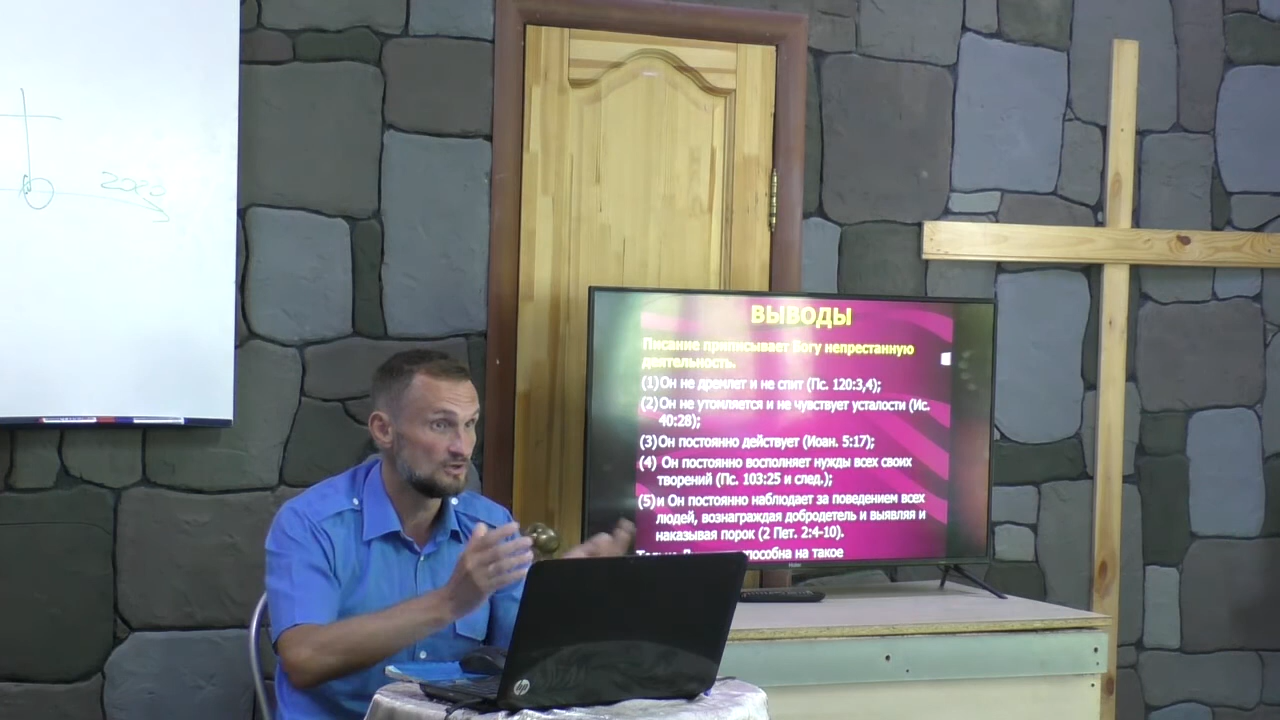 ВЫВОДЫ
Писание приписывает Богу непрестанную
деятельность.
(1) Он не дремлет и не спит (Пс. 120:3,4);
(2) Он не утомляется и не чувствует усталости (Ис.
40:28);
(3) Он постоянно действует (Иоан. 5:17);
(4) Он постоянно восполняет нужды всех своих
творений (Пс. 103:25 и след.);
(5) и Он постоянно наблюдает за поведением всех
людей, вознаграждая добродетель и выявляя и
наказывая порок (2 Пет. 2:4-10).
на такое
Haier
hp